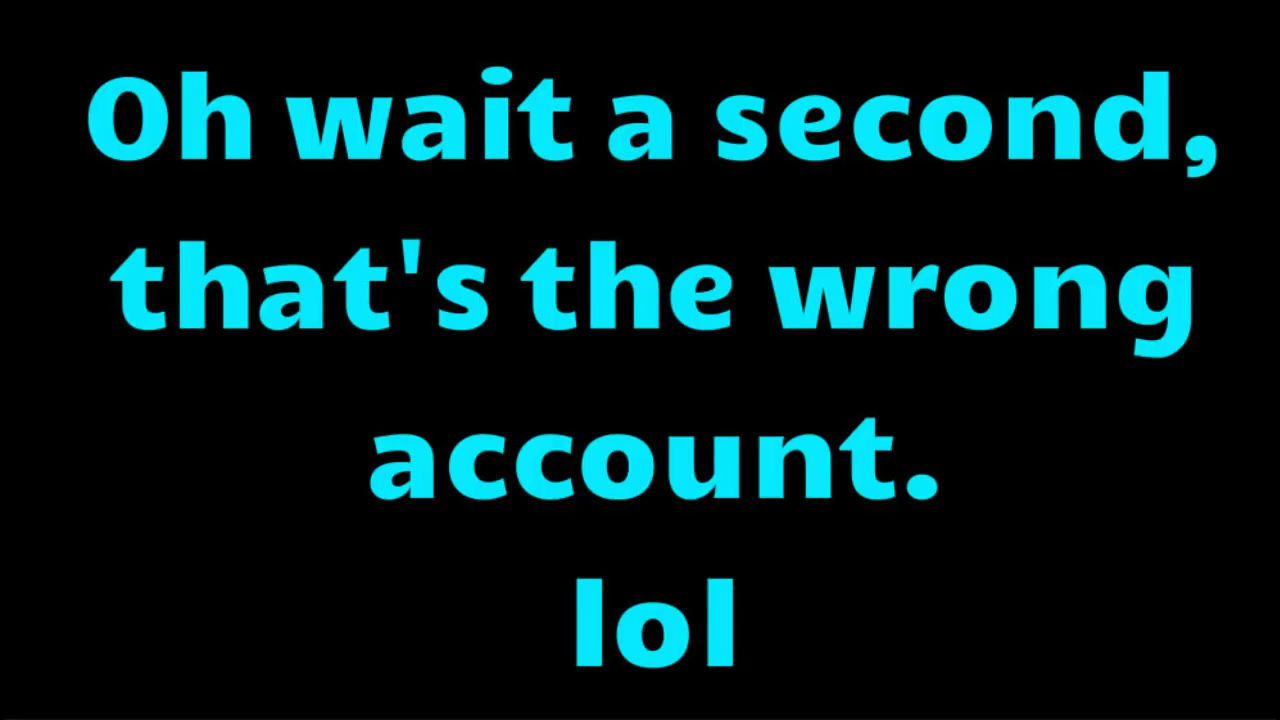 Oh wait a second,
that's the wrong
account.
lol